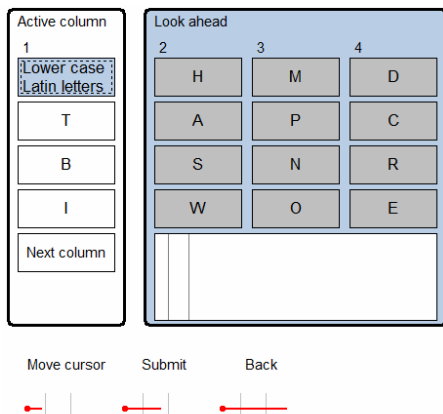 Active column
Look ahead
1 2 3 4
Lower case
Latin letters
H M D
T A P C
B S N R
I W O E
Next column
Move cursor Submit Back